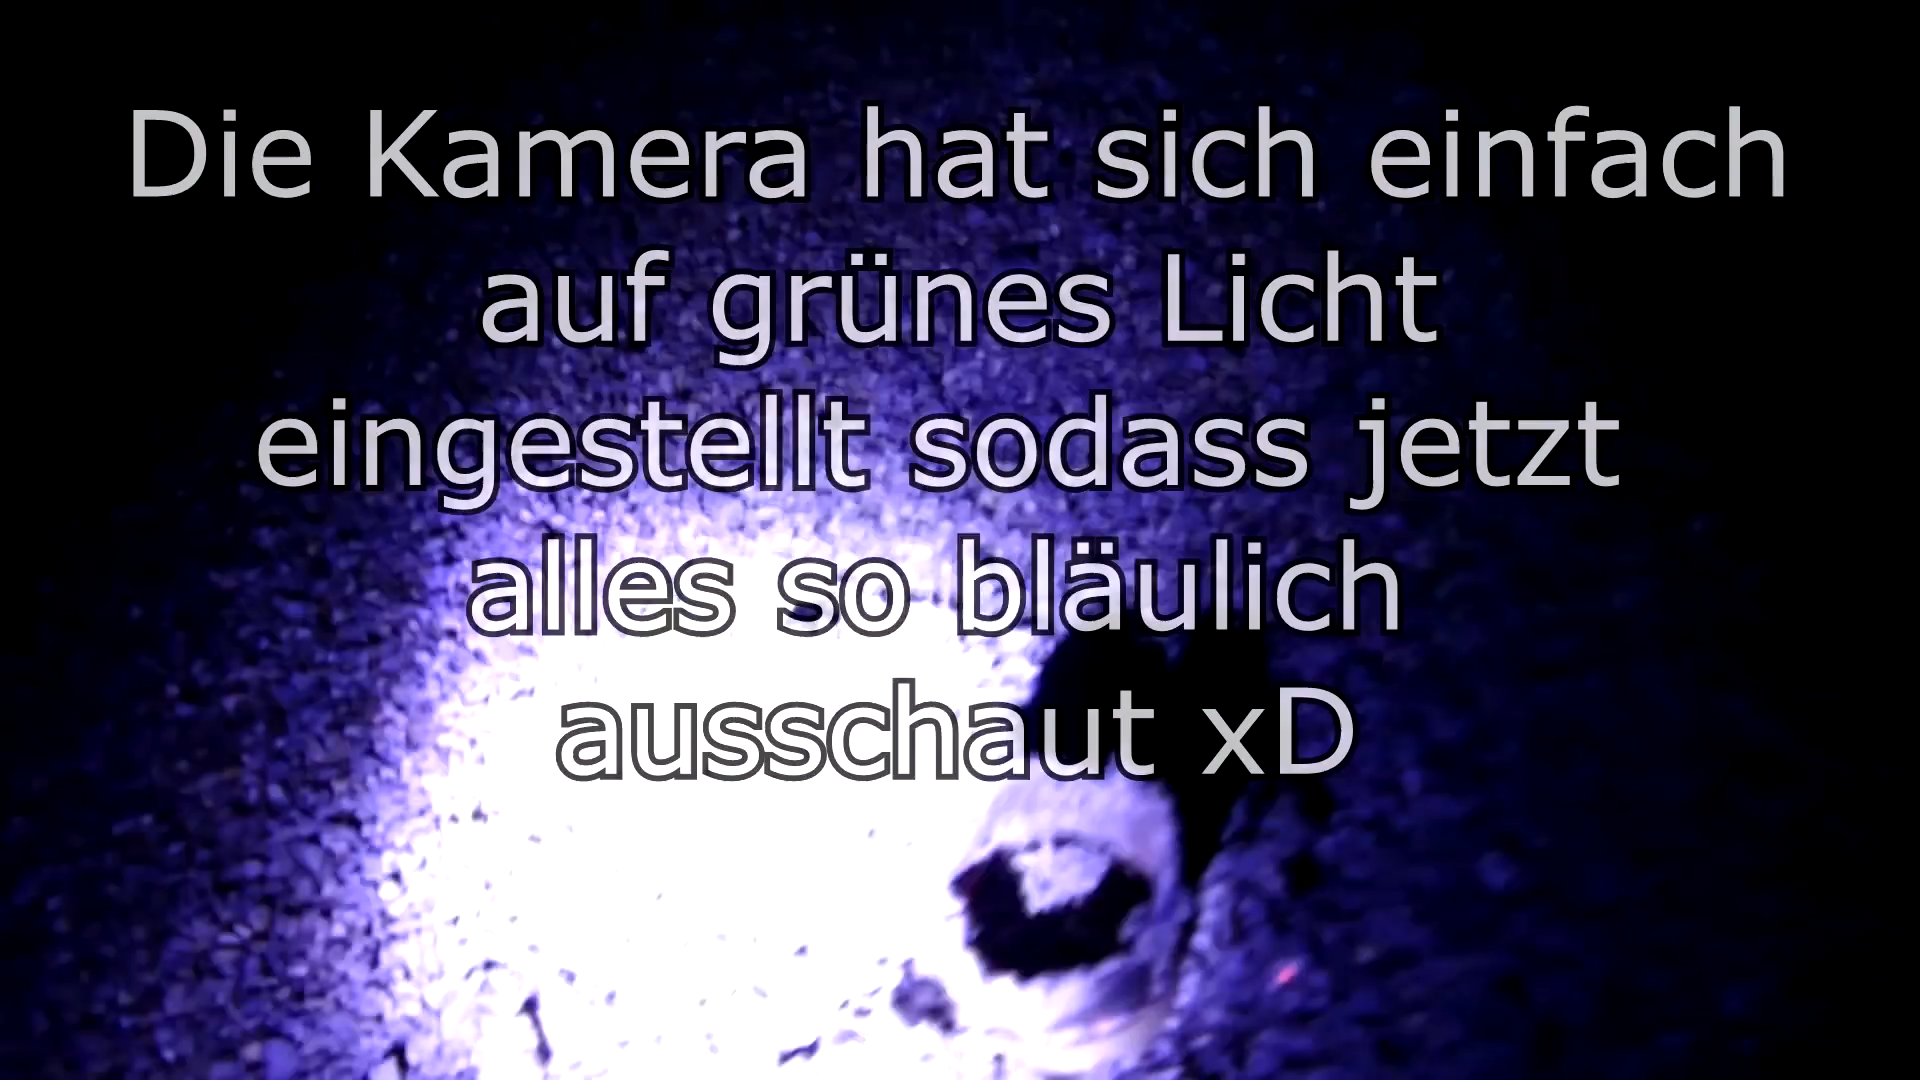 Die Kamera hat sich einfach
auf grünes Licht
eingestellt sodass jetzt
alles so bläulich
ausschaut xD